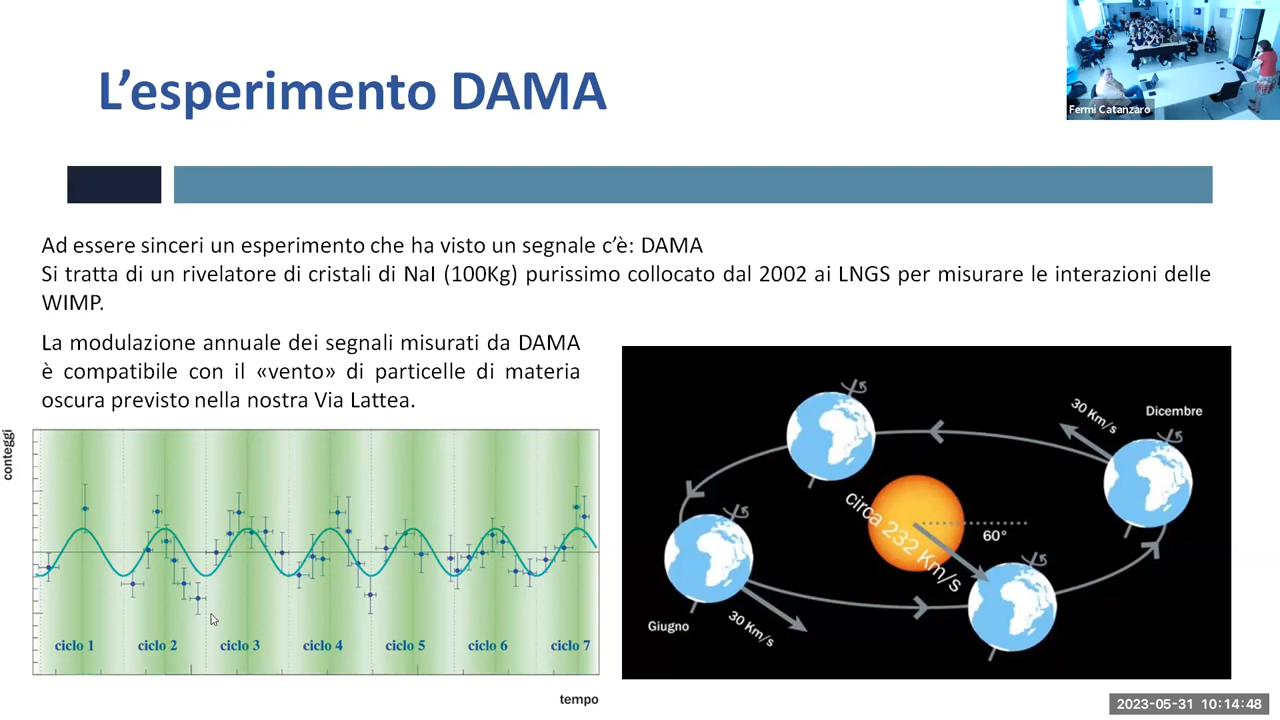 L'esperimento DAMA
Fermi Catanzaro
Ad essere sinceri un esperimento che ha visto un segnale c'è: DAMA
Si tratta di un rivelatore di cristali di NaI (100Kg) purissimo collocato dal 2002 ai LNGS per misurare le interazioni delle
WIMP.
La modulazione annuale dei segnali misurati da DAMA
è compatibile con il «vento» di particelle di materia
oscura previsto nella nostra Via Lattea.
conteggi
ciclo 1 ciclo 2 ciclo 3 ciclo 4 ciclo 5 ciclo 6 ciclo 7
tempo
30 Km/s
Dicembre
circa 232 Km/s
60°
Giugno
30 Km/s
2023-05-31 10:14:48